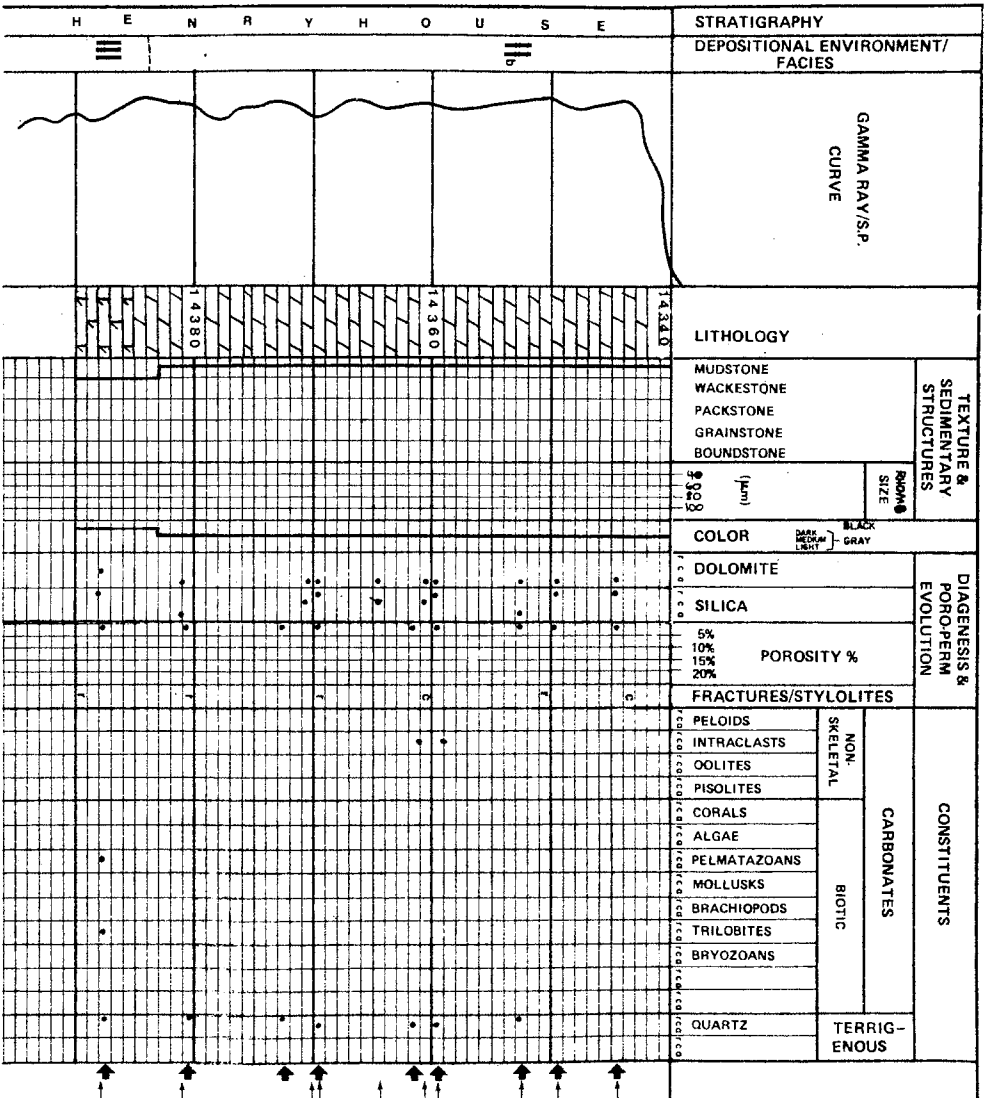 H E N R Y H O U S E
STRATIGRAPHY
DEPOSITIONAL ENVIRONMENT/
FACIES
b
GAMMA RAY/S.P.
CURVE
14380
14360
14340
LITHOLOGY
TEXTURE &
SEDIMENTARY
STRUCTURES
MUDSTONE
WACKESTONE
PACKSTONE
GRAINSTONE
BOUNDSTONE
(μm)
RHOMB
SIZE
COLOR
DARK
MEDIUM
LIGHT
BLACK
GRAY
DIAGENESIS &
PORO-PERM
EVOLUTION
r c a
DOLOMITE
r c a
SILICA
5%
10%
15%
20%
POROSITY %
f f f c f c
FRACTURES/STYLOLITES
CONSTITUENTS
CARBONATES
NON-
SKELETAL
PELOIDS
INTRACLASTS
OOLITES
PISOLITES
BIOTIC
CORALS
ALGAE
PELMATAZOANS
MOLLUSKS
BRACHIOPODS
TRILOBITES
BRYOZOANS
QUARTZ
TERRIG-
ENOUS